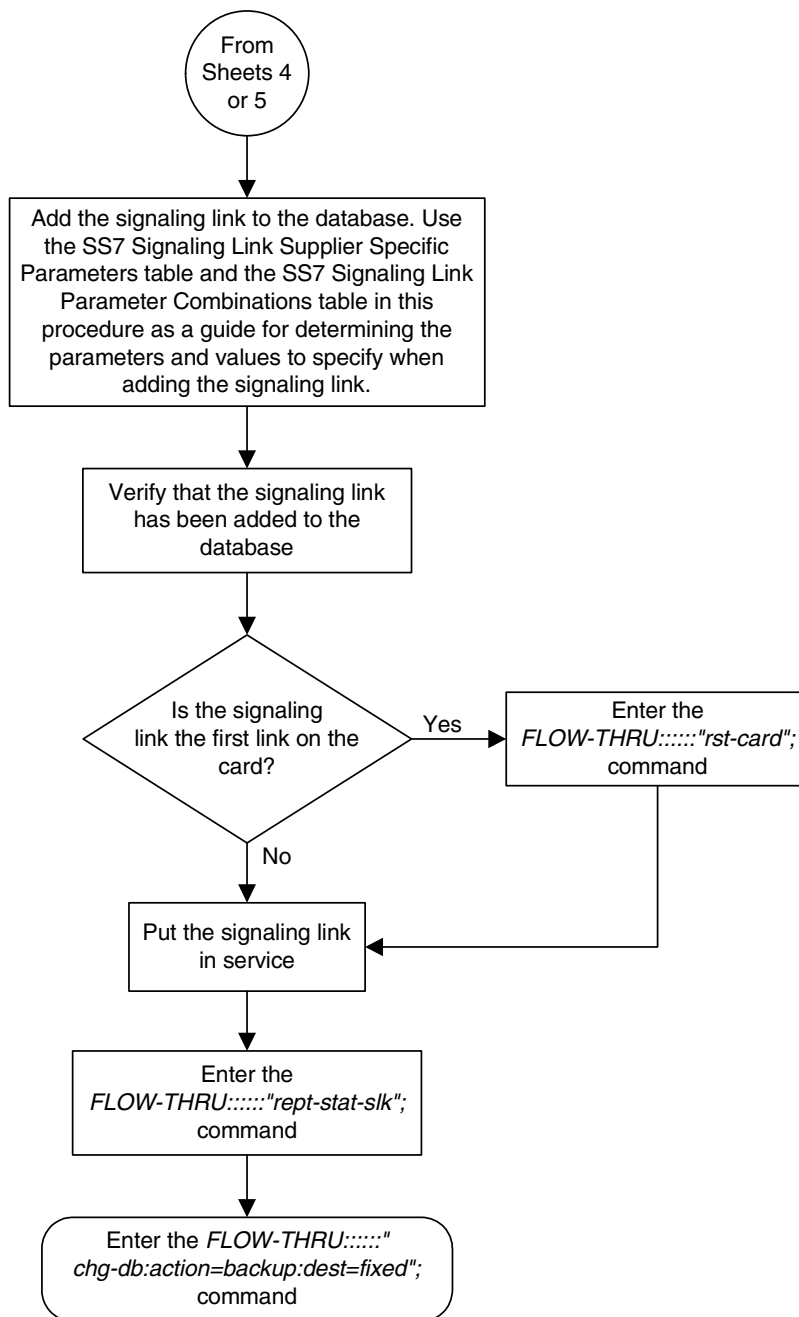 From
Sheets 4
or 5
Add the signaling link to the database. Use
the SS7 Signaling Link Supplier Specific
Parameters table and the SS7 Signaling Link
Parameter Combinations table in this
procedure as a guide for determining the
parameters and values to specify when
adding the signaling link.
Verify that the signaling link
has been added to the
database
Is the signaling
link the first link on the
card?
Yes
Enter the
FLOW-THRU::::::"rst-card";
command
No
Put the signaling link
in service
Enter the
FLOW-THRU::::::"rept-stat-slk";
command
Enter the FLOW-THRU::::::"
chg-db:action=backup:dest=fixed";
command